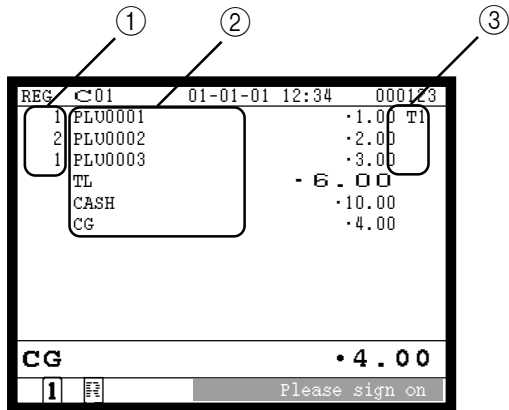 ① ② ③
REG C01 01-01-01 12:34 000123
1 PLU0001 ·1.00 T1
2 PLU0002 ·2.00
1 PLU0003 ·3.00
TL ·6.00
CASH ·10.00
CG ·4.00
CG ·4.00
1 R Please sign on